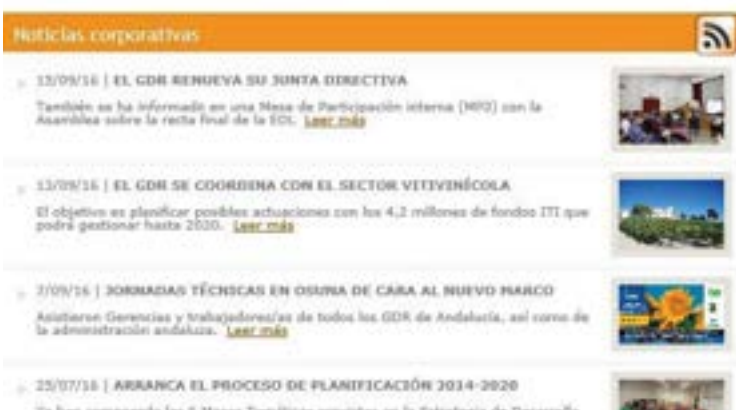 Noticias corporativas
13/09/16 | EL GDR RENUEVA SU JUNTA DIRECTIVA
También se ha informado en una Mesa de Participación interna (MPI) con la
Asamblea sobre la recta final de la EDL. Leer más
13/09/16 | EL GDR SE COORDINA CON EL SECTOR VITIVINÍCOLA
El objetivo es planificar posibles actuaciones con los 4,2 millones de fondos ITI que
podrá gestionar hasta 2020. Leer más
7/09/16 | JORNADAS TÉCNICAS EN OSUNA DE CARA AL NUEVO MARCO
Asistieron Gerencias y trabajadores/as de todos los GDR de Andalucía, así como de
la administración andaluza. Leer más
25/07/16 | ARRANCA EL PROCESO DE PLANIFICACIÓN 2014-2020